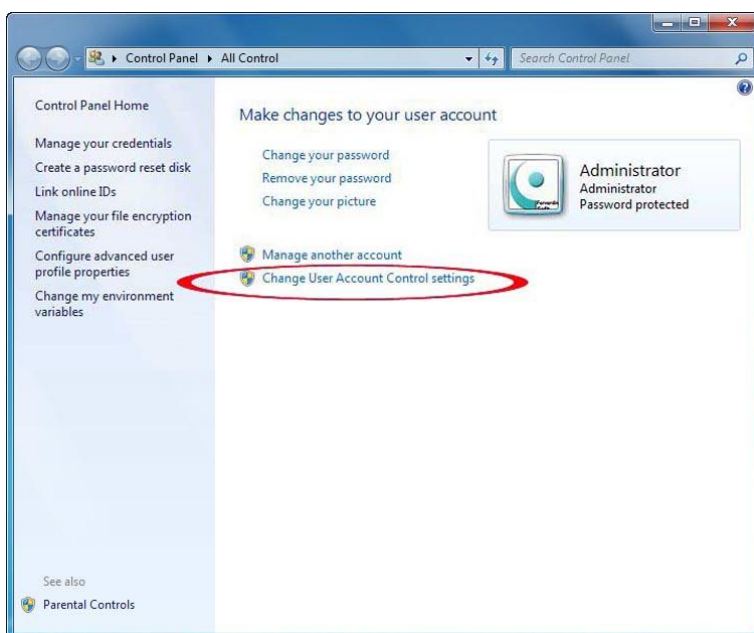 Control Panel All Control
Search Control Panel
Control Panel Home
Manage your credentials
Create a password reset disk
Link online IDs
Manage your file encryption
certificates
Configure advanced user
profile properties
Change my environment
variables
See also
Parental Controls
Make changes to your user account
Change your password
Remove your password
Change your picture
Manage another account
Change User Account Control settings
Administrator
Administrator
Password protected